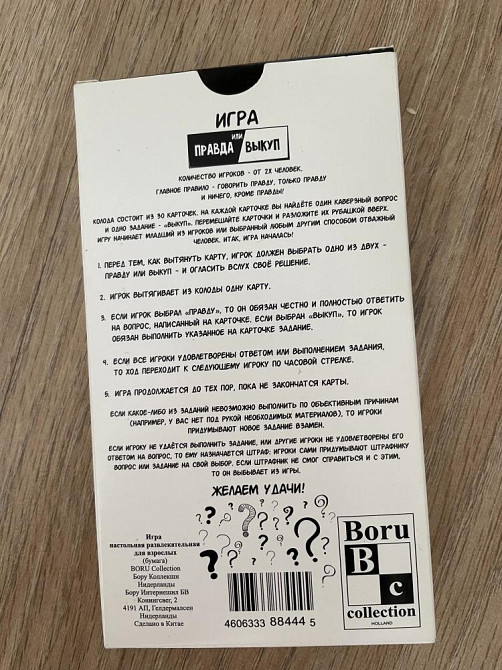 ИГРА
ПРАВДА ИЛИ ВЫКУП
КОЛИЧЕСТВО ИГРОКОВ - ОТ 2Х ЧЕЛОВЕК.
ГЛАВНОЕ ПРАВИЛО - ГОВОРИТЬ ПРАВДУ, ТОЛЬКО ПРАВДУ
И НИЧЕГО, КРОМЕ ПРАВДЫ!
КОЛОДА СОСТОИТ ИЗ 30 КАРТОЧЕК. НА КАЖДОЙ КАРТОЧКЕ ВЫ НАЙДЁТЕ ОДИН КАВЕРЗНЫЙ ВОПРОС
И ОДНО ЗАДАНИЕ - «ВЫКУП». ПЕРЕМЕШАЙТЕ КАРТОЧКИ И РАЗЛОЖИТЕ ИХ РУБАШКОЙ ВВЕРХ.
ИГРУ НАЧИНАЕТ МЛАДШИЙ ИЗ ИГРОКОВ ИЛИ ВЫБРАННЫЙ ЛЮБЫМ ДРУГИМ СПОСОБОМ ОТВАЖНЫЙ
ЧЕЛОВЕК. ИТАК, ИГРА НАЧАЛАСЬ!
1. ПЕРЕД ТЕМ, КАК ВЫТЯНУТЬ КАРТУ, ИГРОК ДОЛЖЕН ВЫБРАТЬ ОДНО ИЗ ДВУХ -
ПРАВДУ ИЛИ ВЫКУП - И ОГЛАСИТЬ ВСЛУХ СВОЁ РЕШЕНИЕ.
2. ИГРОК ВЫТЯГИВАЕТ ИЗ КОЛОДЫ ОДНУ КАРТУ.
3. ЕСЛИ ИГРОК ВЫБРАЛ «ПРАВДУ», ТО ОН ОБЯЗАН ЧЕСТНО И ПОЛНОСТЬЮ ОТВЕТИТЬ
НА ВОПРОС, НАПИСАННЫЙ НА КАРТОЧКЕ. ЕСЛИ ВЫБРАН «ВЫКУП», ТО ИГРОК
ОБЯЗАН ВЫПОЛНИТЬ УКАЗАННОЕ НА КАРТОЧКЕ ЗАДАНИЕ.
4. ЕСЛИ ВСЕ ИГРОКИ УДОВЛЕТВОРЕНЫ ОТВЕТОМ ИЛИ ВЫПОЛНЕНИЕМ ЗАДАНИЯ,
ТО ХОД ПЕРЕХОДИТ К СЛЕДУЮЩЕМУ ИГРОКУ ПО ЧАСОВОЙ СТРЕЛКЕ.
5. ИГРА ПРОДОЛЖАЕТСЯ ДО ТЕХ ПОР, ПОКА НЕ ЗАКОНЧАТСЯ КАРТЫ.
ЕСЛИ КАКОЕ-ЛИБО ИЗ ЗАДАНИЙ НЕВОЗМОЖНО ВЫПОЛНИТЬ ПО ОБЪЕКТИВНЫМ ПРИЧИНАМ
(НАПРИМЕР, У ВАС НЕТ ПОД РУКОЙ НЕОБХОДИМЫХ МАТЕРИАЛОВ), ТО ИГРОКИ
ПРИДУМЫВАЮТ НОВОЕ ЗАДАНИЕ ВЗАМЕН.
ЕСЛИ ИГРОКУ НЕ УДАЁТСЯ ВЫПОЛНИТЬ ЗАДАНИЕ, ИЛИ ДРУГИЕ ИГРОКИ НЕ УДОВЛЕТВОРЕНЫ ЕГО
ОТВЕТОМ НА ВОПРОС, ТО ЕМУ НАЗНАЧАЕТСЯ ШТРАФ: ИГРОКИ САМИ ПРИДУМЫВАЮТ ШТРАФНИКУ
ВОПРОС ИЛИ ЗАДАНИЕ НА СВОЙ ВЫБОР. ЕСЛИ ШТРАФНИК НЕ СМОГ СПРАВИТЬСЯ И С ЭТИМ,
ТО ОН ВЫБЫВАЕТ ИЗ ИГРЫ.
ЖЕЛАЕМ УДАЧИ!
Игра
настольная развлекательная
для взрослых
(бумага)
BORU Collection
Бору Коллекшн
Нидерланды
Бору Интернешнл БВ
Конингсвег, 2
4191 АП, Гелдермалсен
Нидерланды
Сделано в Китае
4606333 88444 5
Boru
B
c
collection
HOLLAND